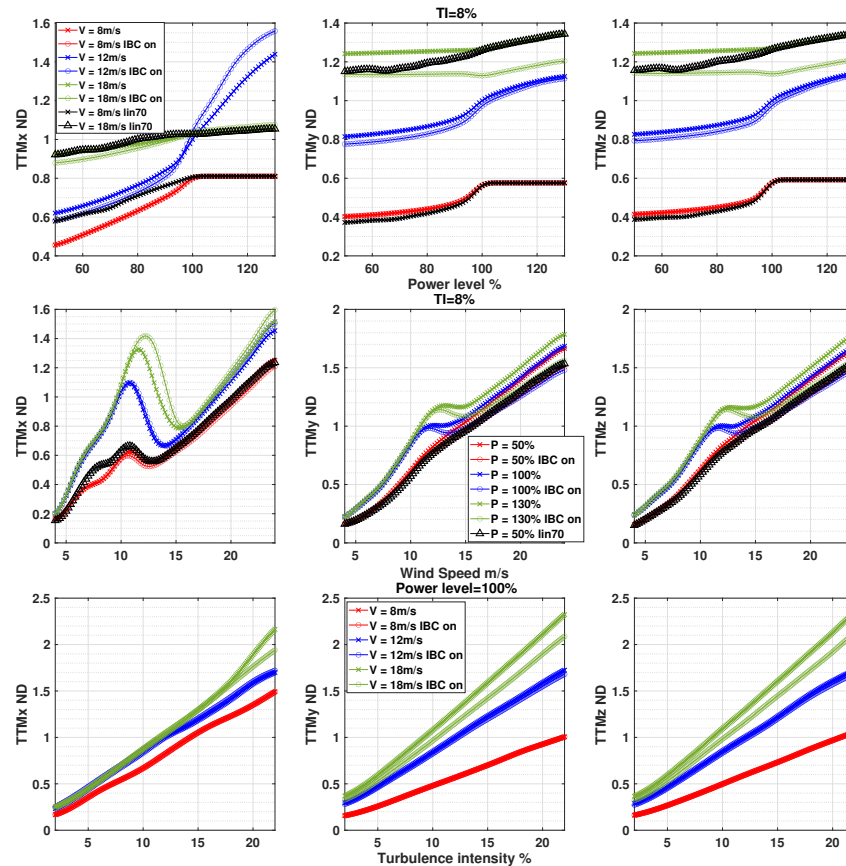 TI=8%
TTMx ND
1.6
1.4
1.2
1
0.8
0.6
0.4
60 80 100 120
V = 8m/s
V = 8m/s IBC on
V = 12m/s
V = 12m/s IBC on
V = 18m/s
V = 18m/s IBC on
V = 8m/s lin70
V = 18m/s lin70
TTMy ND
1.4
1.2
1
0.8
0.6
0.4
0.2
60 80 100 120
Power level %
TTMz ND
1.4
1.2
1
0.8
0.6
0.4
0.2
60 80 100 120
TI=8%
TTMx ND
1.6
1.4
1.2
1
0.8
0.6
0.4
0.2
0
5 10 15 20
TTMy ND
2
1.5
1
0.5
0
5 10 15 20
Wind Speed m/s
P = 50%
P = 50% IBC on
P = 100%
P = 100% IBC on
P = 130%
P = 130% IBC on
P = 50% lin70
TTMz ND
2
1.5
1
0.5
0
5 10 15 20
Power level=100%
TTMx ND
2.5
2
1.5
1
0.5
0
5 10 15 20
TTMy ND
2.5
2
1.5
1
0.5
0
5 10 15 20
Turbulence intensity %
V = 8m/s
V = 8m/s IBC on
V = 12m/s
V = 12m/s IBC on
V = 18m/s
V = 18m/s IBC on
TTMz ND
2.5
2
1.5
1
0.5
0
5 10 15 20